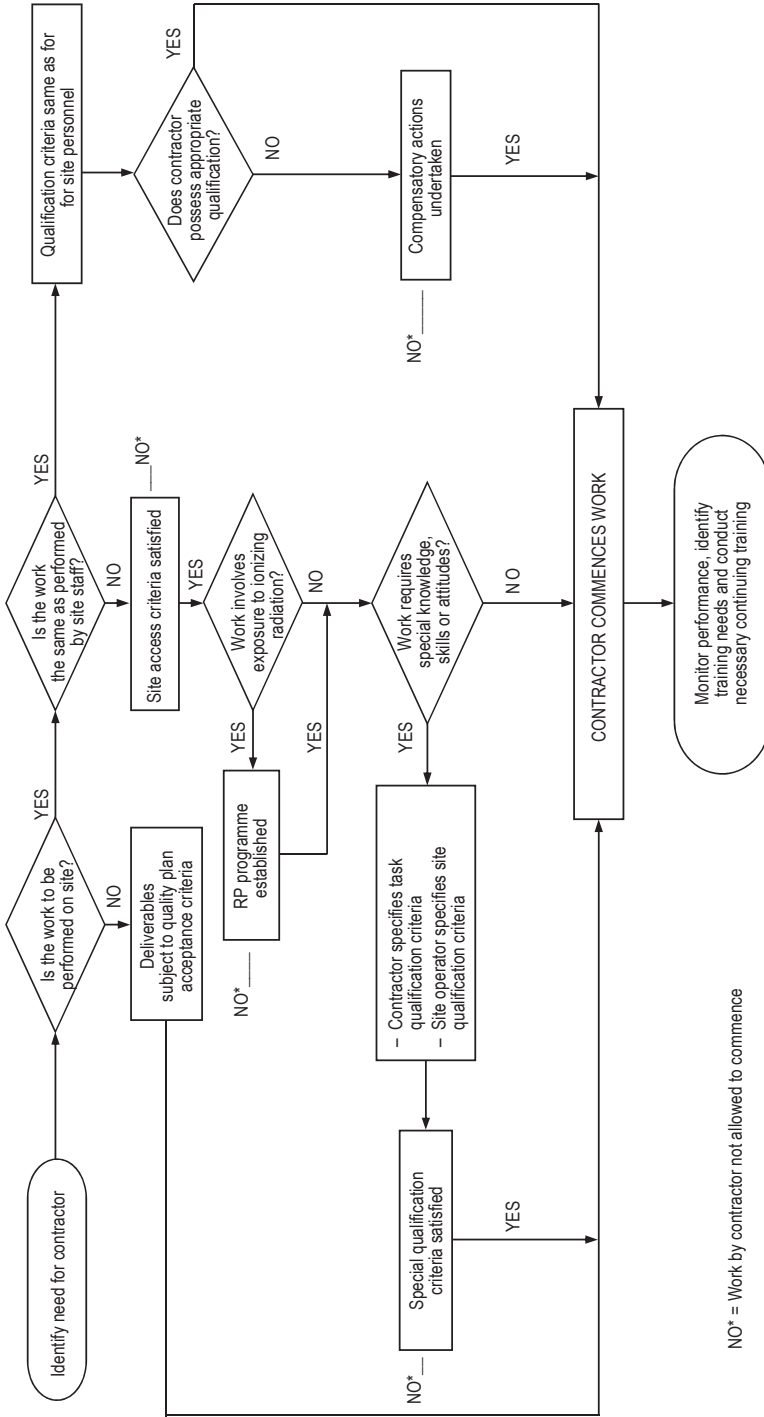 Identify need for contractor
Is the work to be
performed on site?
YES
NO
Deliverables
subject to quality plan
acceptance criteria
Is the work
the same as performed
by site staff?
YES
NO
Qualification criteria same as for
for site personnel
Does contractor
possess appropriate
qualification?
YES
NO
Compensatory actions
undertaken
NO*_____
YES
Site access criteria satisfied
___NO*
YES
Work involves
exposure to ionizing
radiation?
YES
NO
RP programme
established
NO*____
YES
Work requires
special knowledge,
skills or attitudes?
YES
NO
– Contractor specifies task
qualification criteria
– Site operator specifies site
qualification criteria
Special qualification
criteria satisfied
NO*__
YES
CONTRACTOR COMMENCES WORK
Monitor performance, identify
training needs and conduct
necessary continuing training
NO* = Work by contractor not allowed to commence